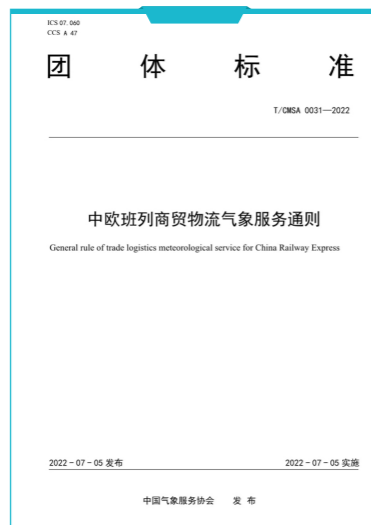 ICS 07.060
CCS A 47
团体标准
T/CMSA 0031—2022
中欧班列商贸物流气象服务通则
General rule of trade logistics meteorological service for China Railway Express
2022-07-05 发布 2022-07-05 实施
中国气象服务协会 发布